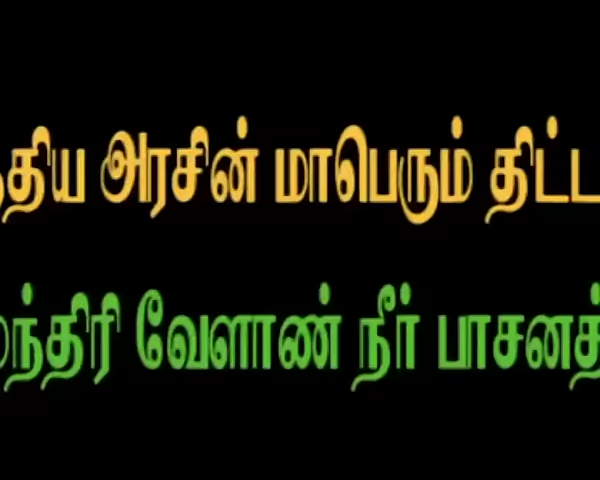 திய அரசின் மாபெரும் திட்ட
மந்திரி வேளாண் நீர் பாசனத்